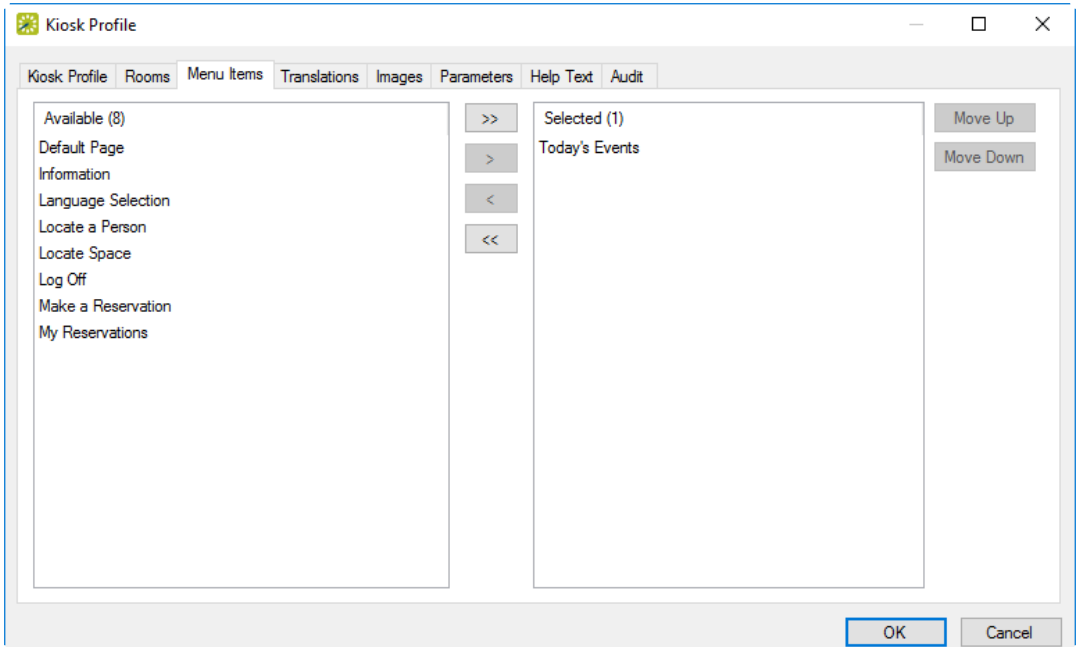 Kiosk Profile
Kiosk Profile Rooms Menu Items Translations Images Parameters Help Text Audit
Available (8)
Default Page
Information
Language Selection
Locate a Person
Locate Space
Log Off
Make a Reservation
My Reservations
>>
>
<
<<
Selected (1)
Today's Events
Move Up
Move Down
OK Cancel